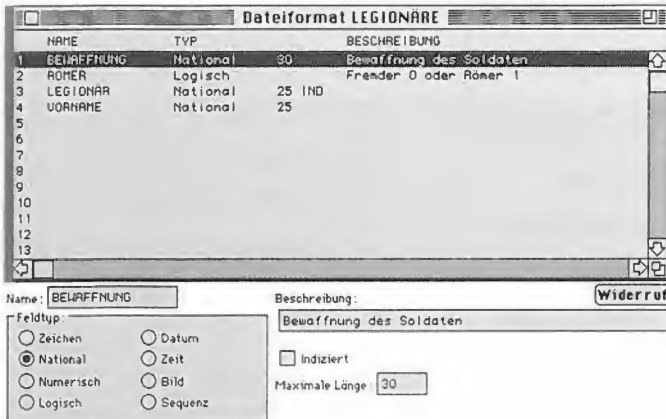 Dateiformat LEGIONÄRE
NAME TYP BESCHREIBUNG
1 BEWAFFNUNG National 30 Bewaffnung des Soldaten
2 RÖMER Logisch Fremder 0 oder Römer 1
3 LEGIONÄR National 25 IND
4 VORNAME National 25
5
6
7
8
9
10
11
12
13
Name: BEWAFFNUNG
Beschreibung:
Widerruf
Feldtyp:
Bewaffnung des Soldaten
Zeichen Datum
National Zeit
Indiziert
Numerisch Bild
Maximale Länge 30
Logisch Sequenz